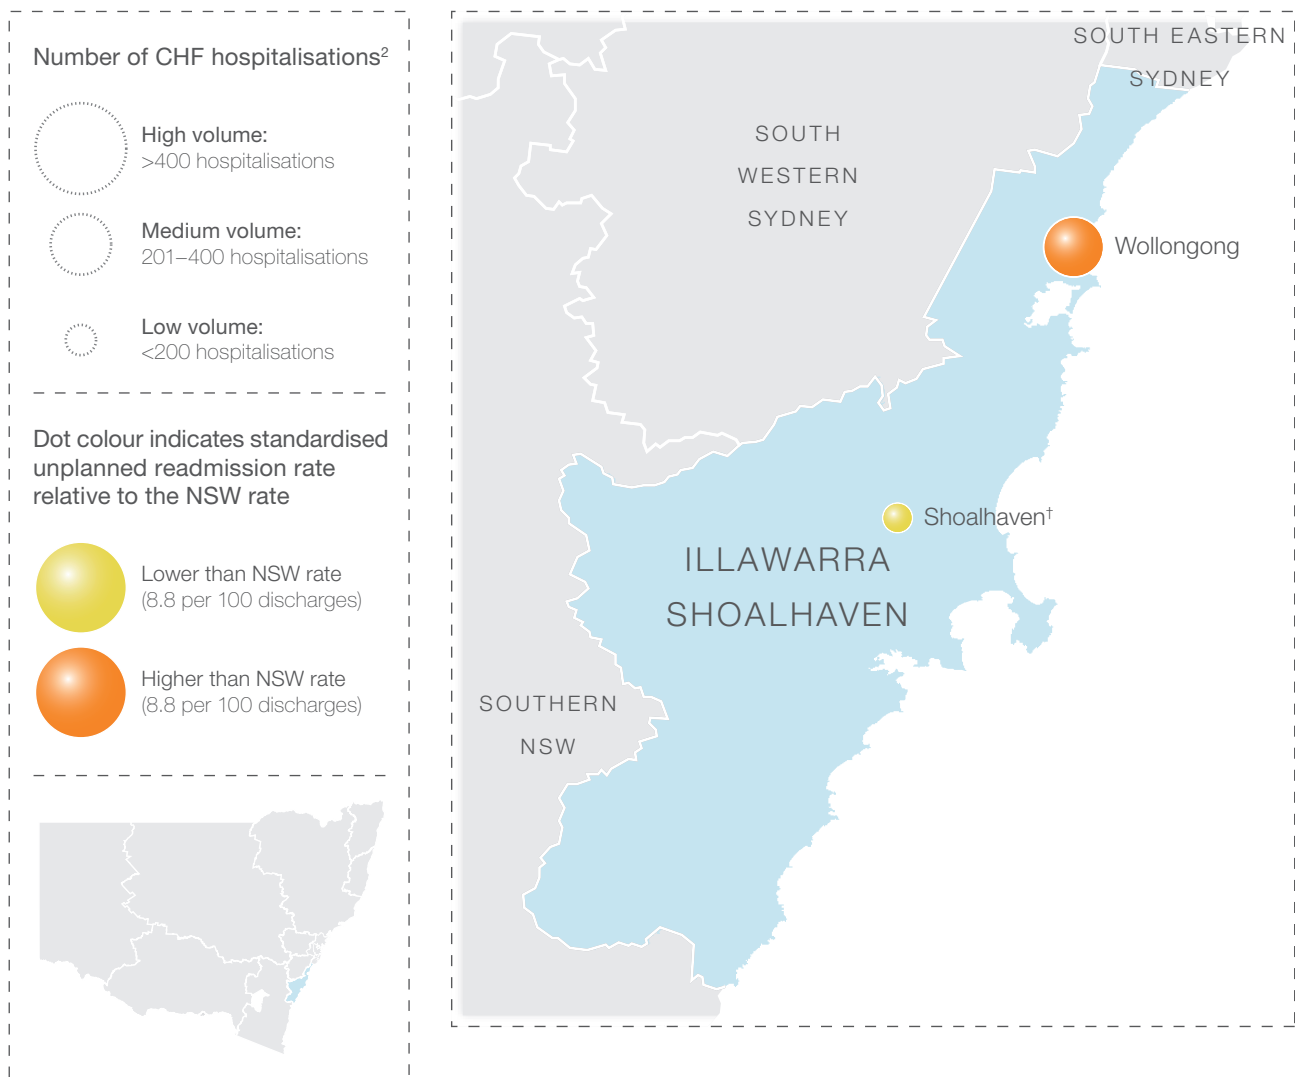 Number of CHF hospitalisations²
High volume:
>400 hospitalisations
Medium volume:
201–400 hospitalisations
Low volume:
<200 hospitalisations
Dot colour indicates standardised
unplanned readmission rate
relative to the NSW rate
Lower than NSW rate
(8.8 per 100 discharges)
Higher than NSW rate
(8.8 per 100 discharges)
SOUTH EASTERN
SYDNEY
SOUTH
WESTERN
SYDNEY
Wollongong
Shoalhaven†
ILLAWARRA
SHOALHAVEN
SOUTHERN
NSW